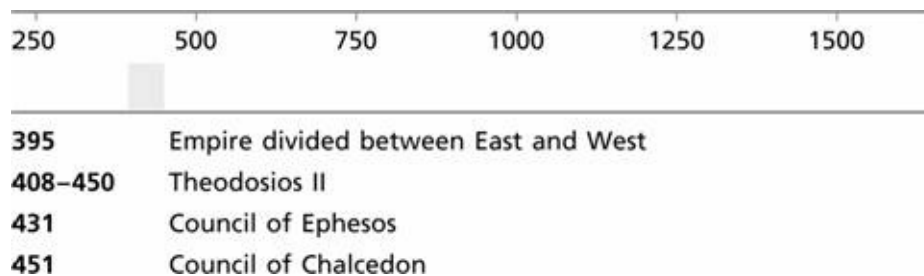 250 500 750 1000 1250 1500
395 Empire divided between East and West
408–450 Theodosios II
431 Council of Ephesos
451 Council of Chalcedon